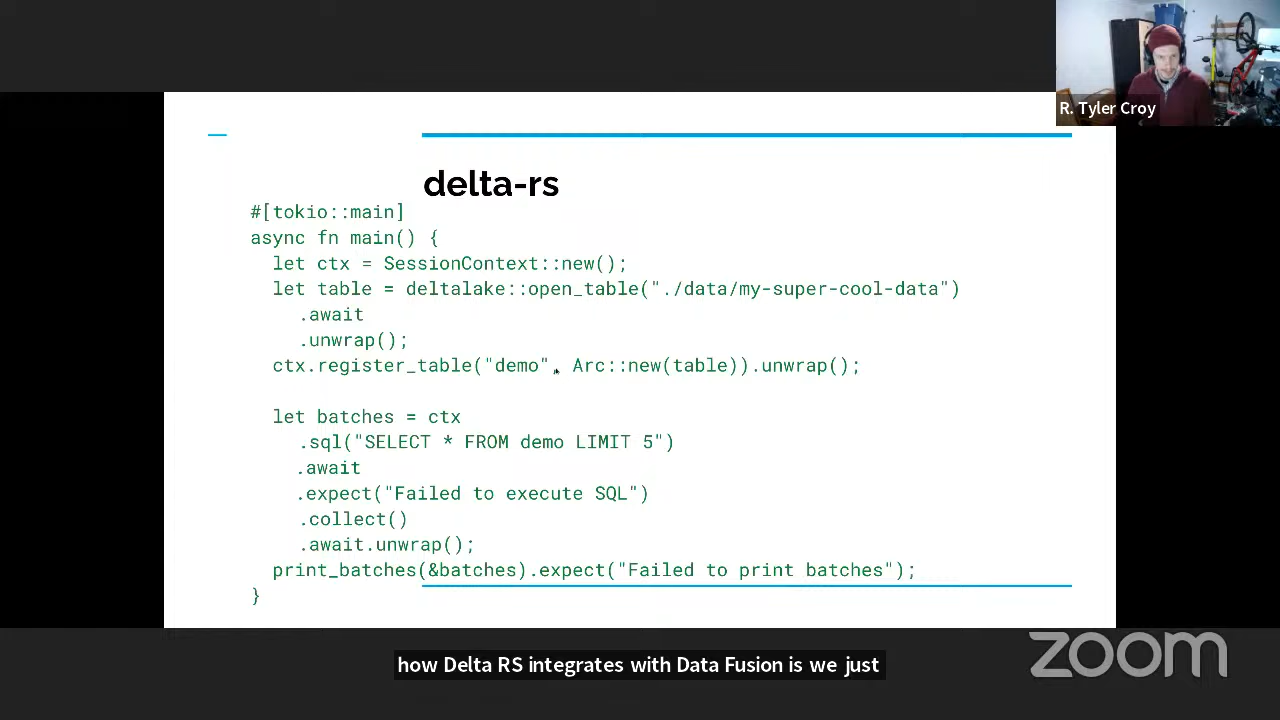 R. Tyler Croy
delta-rs
#[tokio::main]
async fn main() {
  let ctx = SessionContext::new();
  let table = deltalake::open_table("./data/my-super-cool-data")
    .await
    .unwrap();
  ctx.register_table("demo", Arc::new(table)).unwrap();
  let batches = ctx
    .sql("SELECT * FROM demo LIMIT 5")
    .await
    .expect("Failed to execute SQL")
    .collect()
    .await.unwrap();
  print_batches(&batches).expect("Failed to print batches");
}
zoom
how Delta RS integrates with Data Fusion is we just